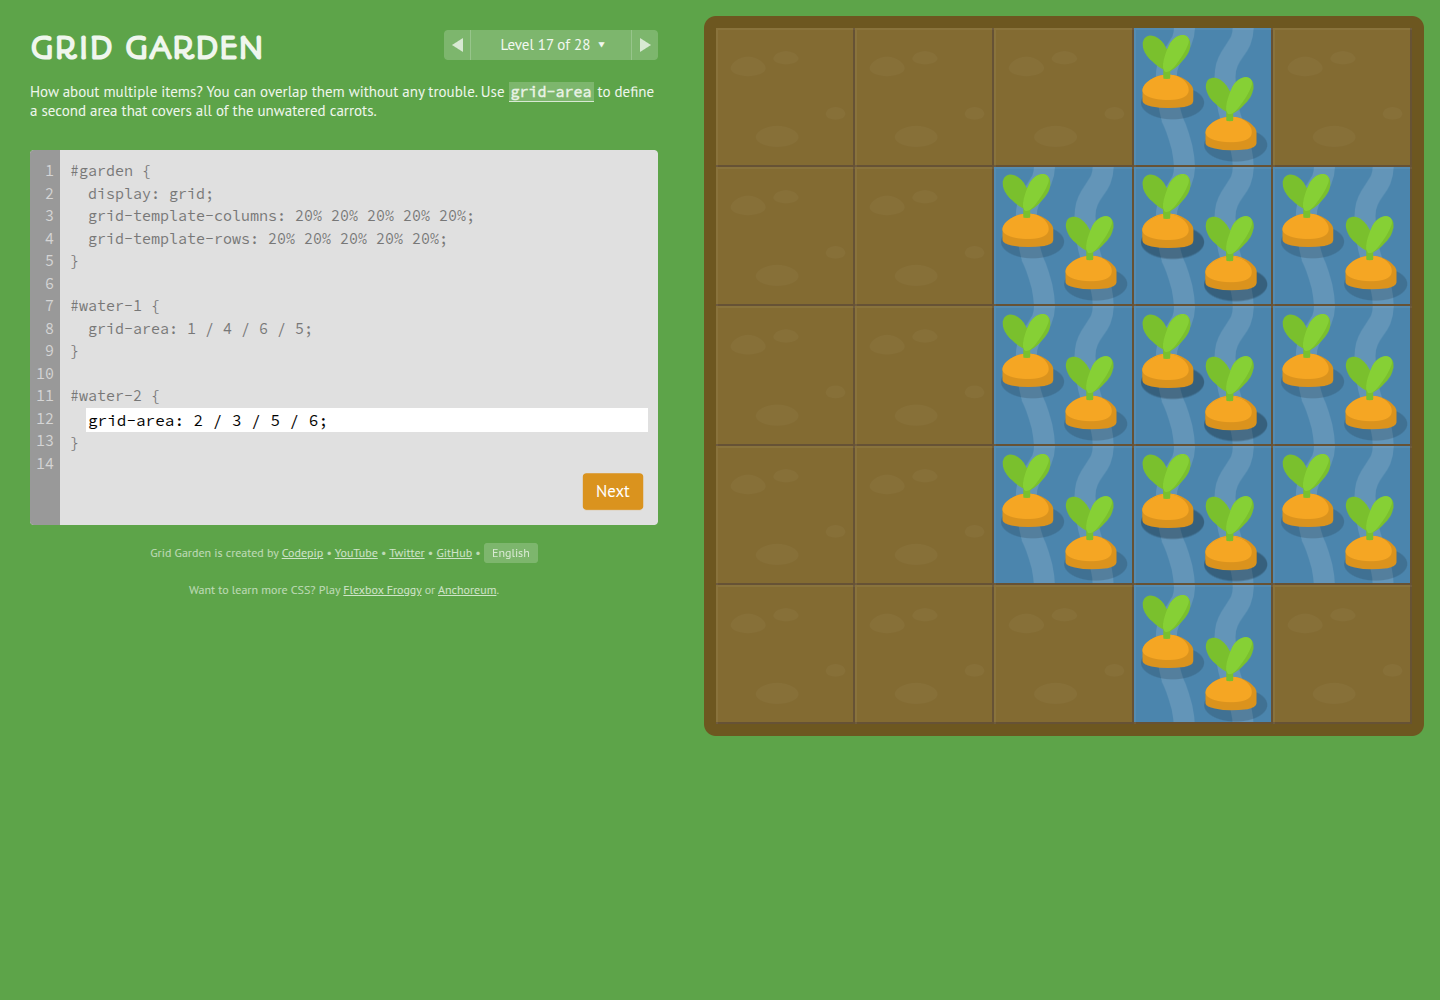 GRID GARDEN
Level 17 of 28 ▼
How about multiple items? You can overlap them without any trouble. Use grid-area to define
a second area that covers all of the unwatered carrots.
1 #garden {
2 display: grid;
3 grid-template-columns: 20% 20% 20% 20% 20%;
4 grid-template-rows: 20% 20% 20% 20% 20%;
5 }
6
7 #water-1 {
8 grid-area: 1 / 4 / 6 / 5;
9 }
10
11 #water-2 {
12 grid-area: 2 / 3 / 5 / 6;
13 }
14
Next
Grid Garden is created by Codepip • YouTube • Twitter • GitHub • English
Want to learn more CSS? Play Flexbox Froggy or Anchoreum.